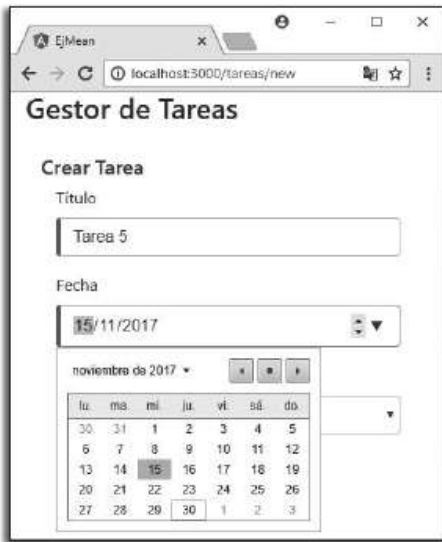 EjMean
localhost:3000/tareas/new
Gestor de Tareas
Crear Tarea
Título
Tarea 5
Fecha
15/11/2017
noviembre de 2017
lu. ma. mi. ju. vi. sá. do.
30 31 1 2 3 4 5
6 7 8 9 10 11 12
13 14 15 16 17 18 19
20 21 22 23 24 25 26
27 28 29 30 1 2 3